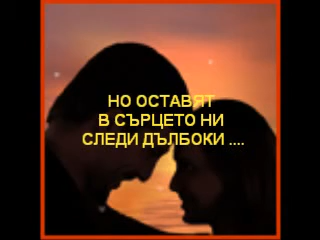 НО ОСТАВЯТ
В СЪРЦЕТО НИ
СЛЕДИ ДЪЛБОКИ ....